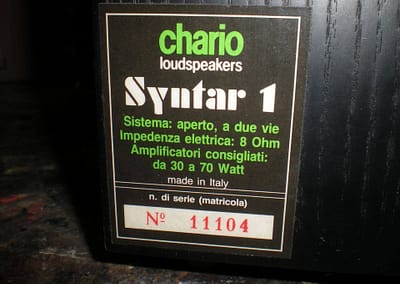 chario
loudspeakers
Syntar 1
Sistema: aperto, a due vie
Impedenza elettrica: 8 Ohm
Amplificatori consigliati:
da 30 a 70 Watt
made in Italy
n. di serie (matricola)
Nº 11104